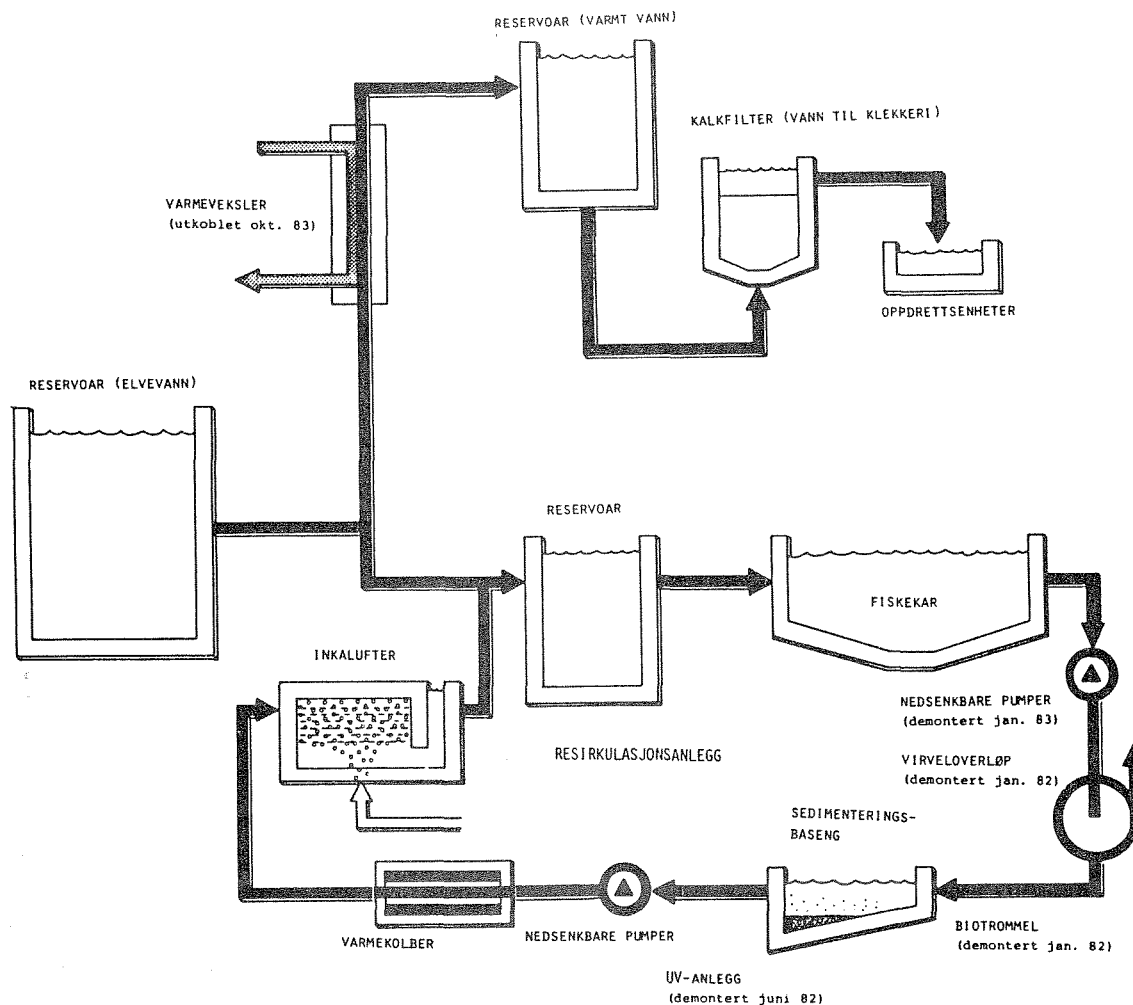 RESERVOAR (VARMT VANN)
KALKFILTER (VANN TIL KLEKKERI)
VARMEVEKSLER
(utkoblet okt. 83)
OPPDRETTSENHETER
RESERVOAR (ELVEVANN)
RESERVOAR
FISKEKAR
INKALUFTER
NEDSENKBARE PUMPER
(demontert jan. 83)
RESIRKULASJONSANLEGG
VIRVELOVERLØP
(demontert jan. 82)
SEDIMENTERINGS-
BASENG
VARMEKOLBER
NEDSENKBARE PUMPER
BIOTROMMEL
(demontert jan. 82)
UV-ANLEGG
(demontert juni 82)